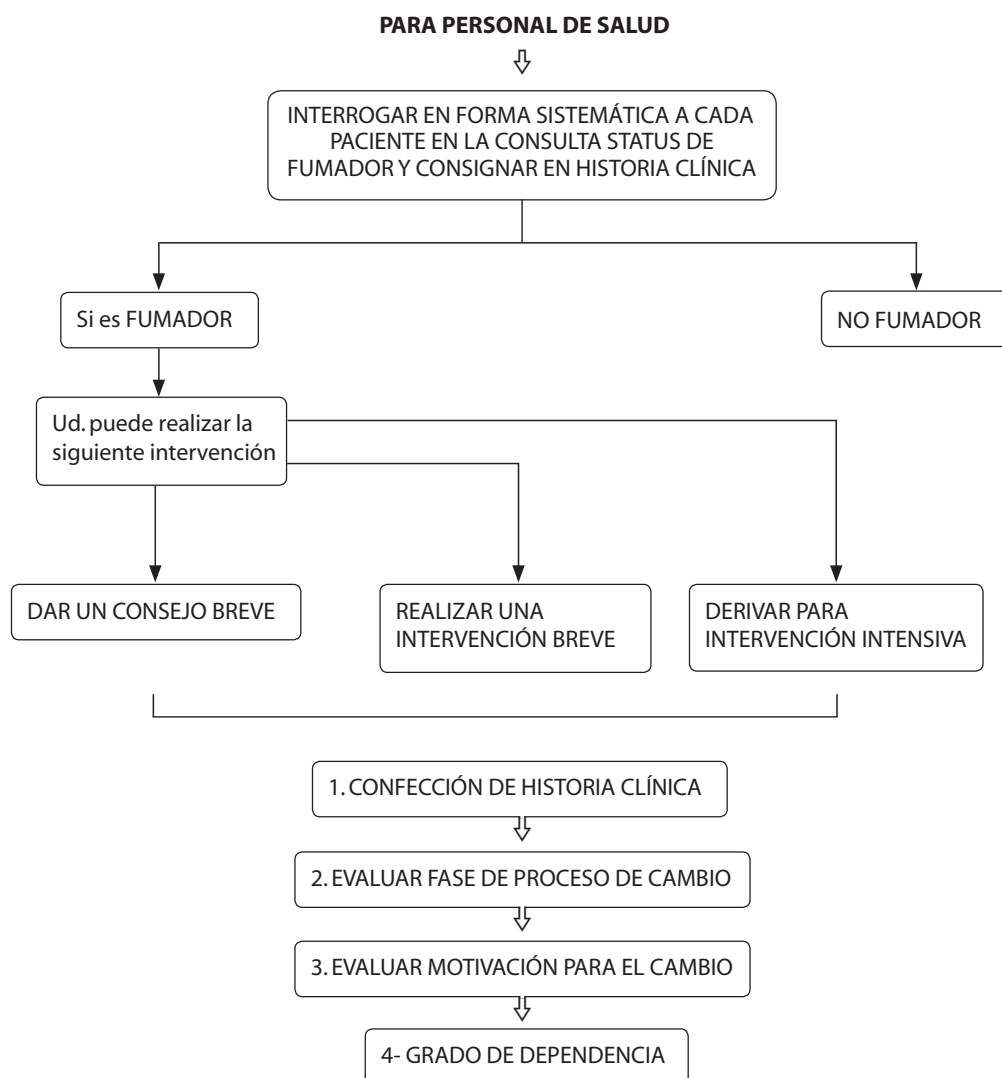 PARA PERSONAL DE SALUD
INTERROGAR EN FORMA SISTEMÁTICA A CADA
PACIENTE EN LA CONSULTA STATUS DE
FUMADOR Y CONSIGNAR EN HISTORIA CLÍNICA
Si es FUMADOR
NO FUMADOR
Ud. puede realizar la
siguiente intervención
DAR UN CONSEJO BREVE
REALIZAR UNA
INTERVENCIÓN BREVE
DERIVAR PARA
INTERVENCIÓN INTENSIVA
1. CONFECCIÓN DE HISTORIA CLÍNICA
2. EVALUAR FASE DE PROCESO DE CAMBIO
3. EVALUAR MOTIVACIÓN PARA EL CAMBIO
4- GRADO DE DEPENDENCIA